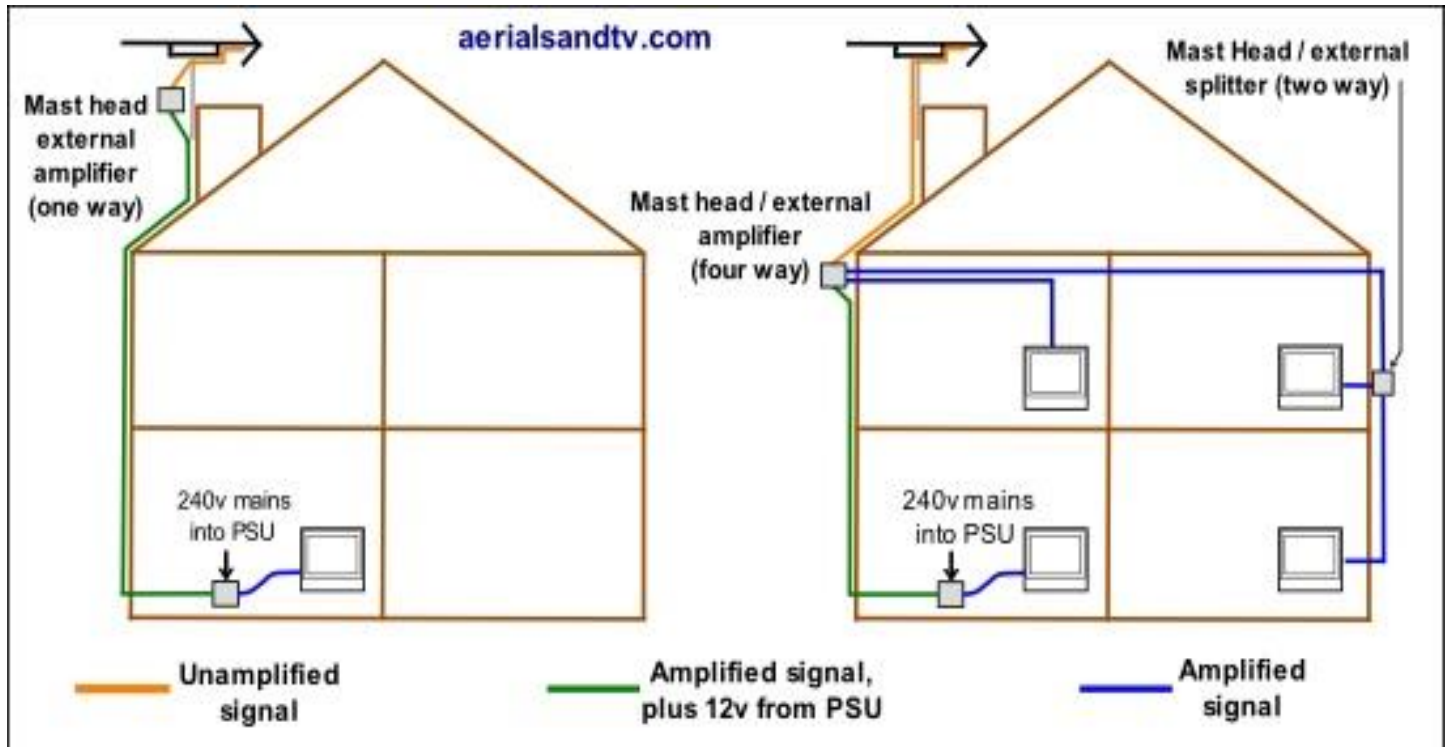 aerialsandtv.com
Mast head
external
amplifier
(one way)
240v mains
into PSU
Mast Head / external
splitter (two way)
Mast head / external
amplifier
(four way)
240v mains
into PSU
Unamplified
signal
Amplified signal,
plus 12v from PSU
Amplified
signal